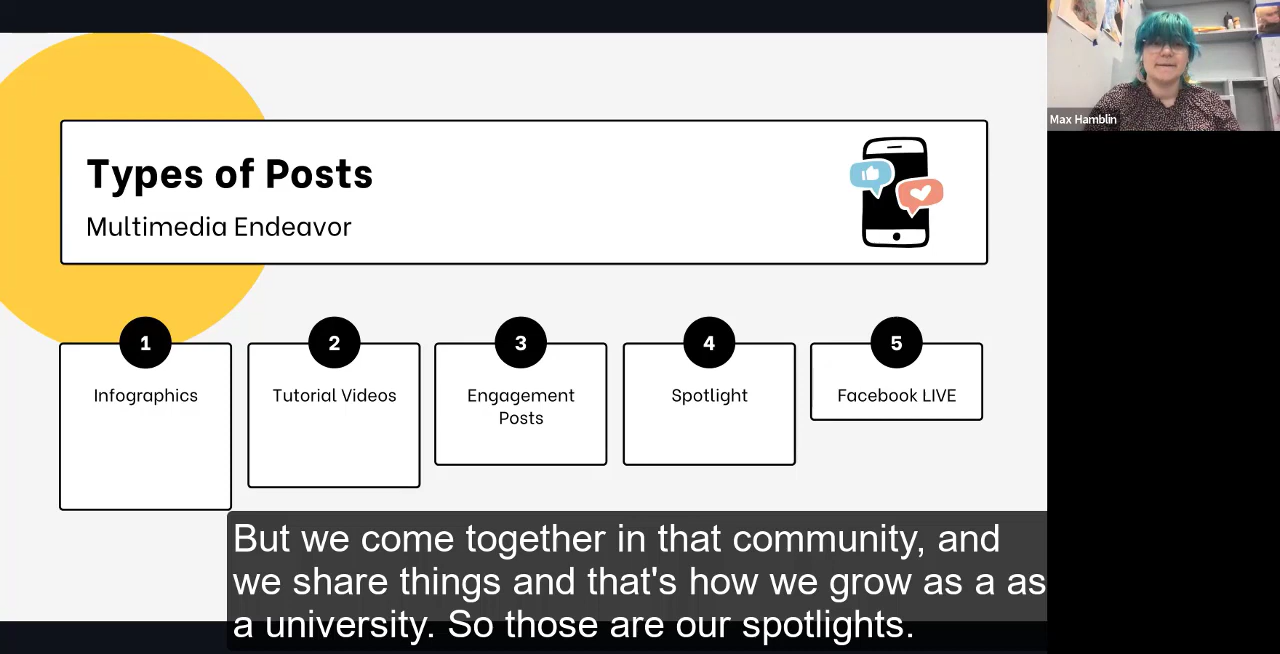 Types of Posts
Multimedia Endeavor
Max Hamblin
1
Infographics
2
Tutorial Videos
3
Engagement
Posts
4
Spotlight
5
Facebook LIVE
But we come together in that community, and
we share things and that's how we grow as a as
a university. So those are our spotlights.